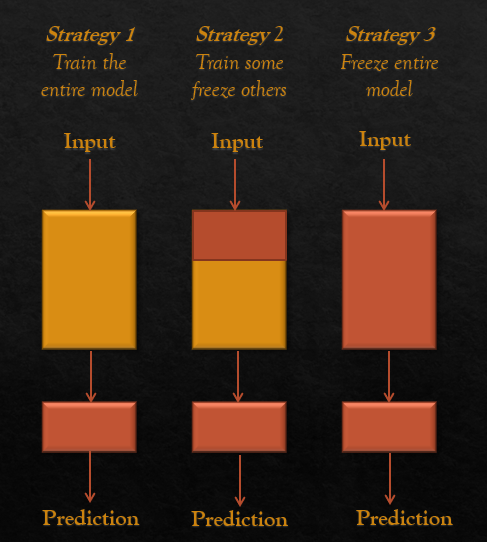 Strategy 1
Train the
entire model
Input
Prediction
Strategy 2
Train some
freeze others
Input
Prediction
Strategy 3
Freeze entire
model
Input
Prediction